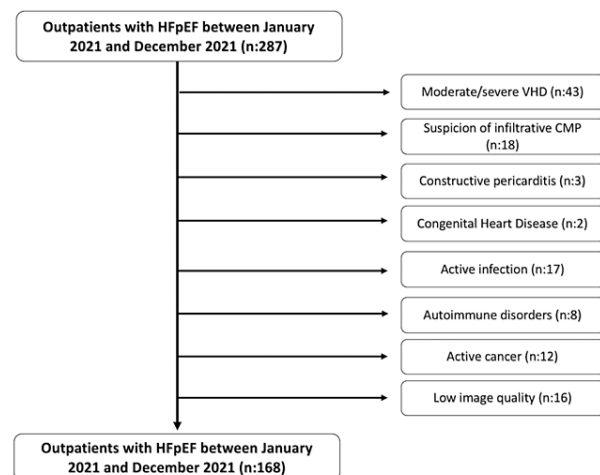 Outpatients with HFpEF between January
2021 and December 2021 (n:287)
Moderate/severe VHD (n:43)
Suspicion of infiltrative CMP
(n:18)
Constructive pericarditis (n:3)
Congenital Heart Disease (n:2)
Active infection (n:17)
Autoimmune disorders (n:8)
Active cancer (n:12)
Low image quality (n:16)
Outpatients with HFpEF between January
2021 and December 2021 (n:168)